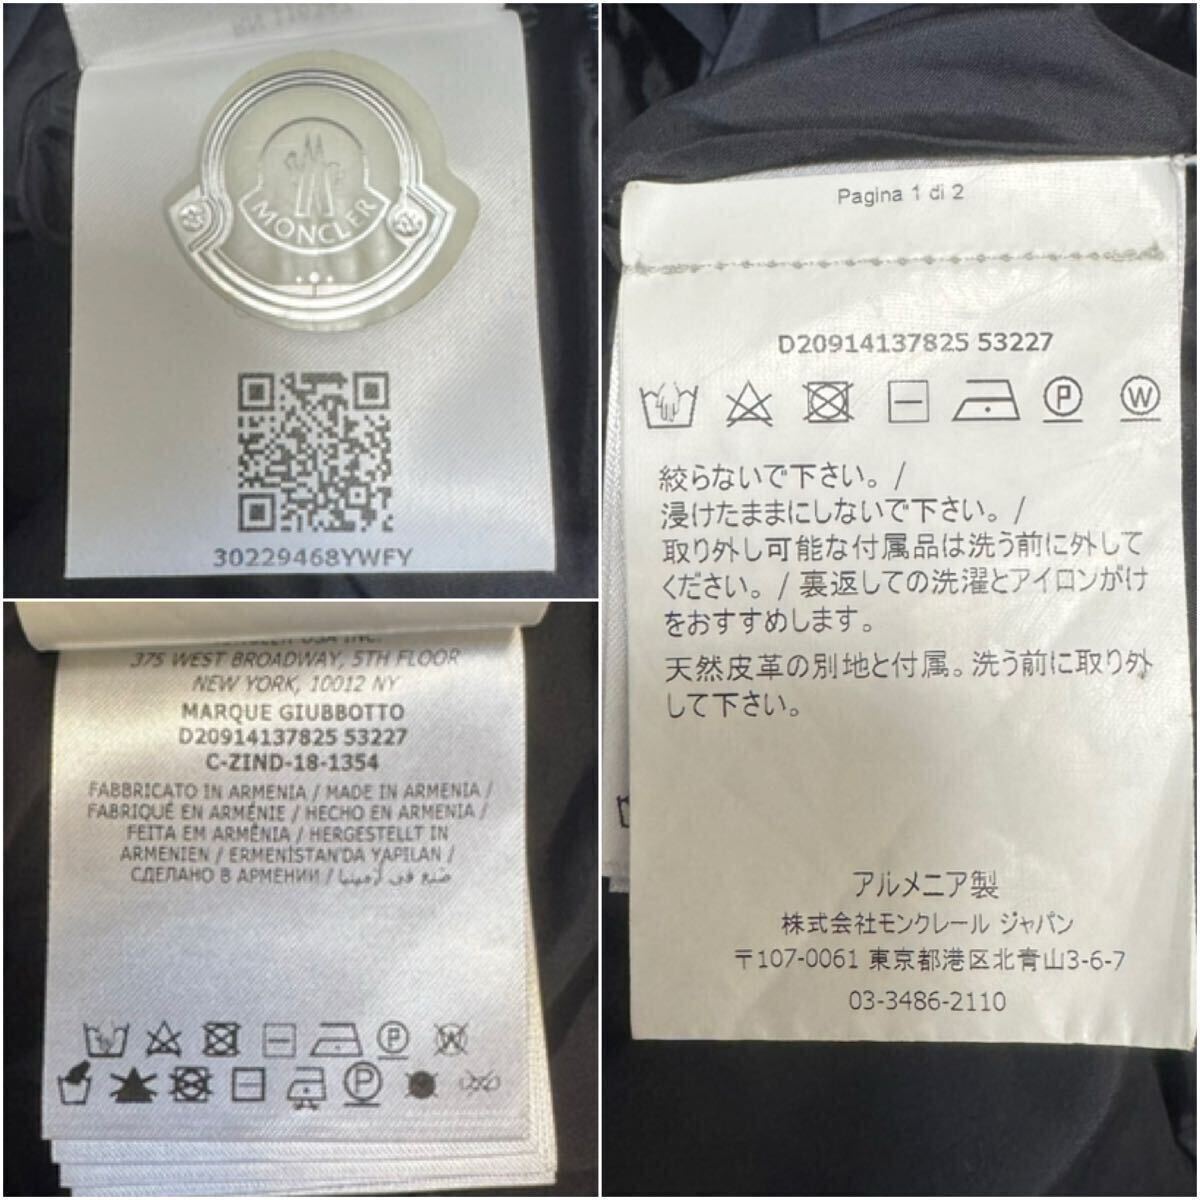 MONCLER
30229468YWFY
375 WEST BROADWAY, 5TH FLOOR
NEW YORK, 10012 NY
MARQUE GIUBBOTTO
D20914137825 53227
C-ZIND-18-1354
FABBRICATO IN ARMENIA / MADE IN ARMENIA /
FABRIQUÉ EN ARMÉNIE / HECHO EN ARMENIA /
FEITA EM ARMÊNIA / HERGESTELLT IN
ARMENIEN / ERMENİSTAN'DA YAPILAN /
СДЕЛАНО В АРМЕНИИ / صنع في أرمينيا
P
W
P
Pagina 1 di 2
D20914137825 53227
P
W
絞らないで下さい。/
浸けたままにしないで下さい。/
取り外し可能な付属品は洗う前に外して
ください。/ 裏返しての洗濯とアイロンがけ
をおすすめします。
天然皮革の別地と付属。洗う前に取り外
して下さい。
アルメニア製
株式会社モンクレール ジャパン
〒107-0061 東京都港区北青山3-6-7
03-3486-2110